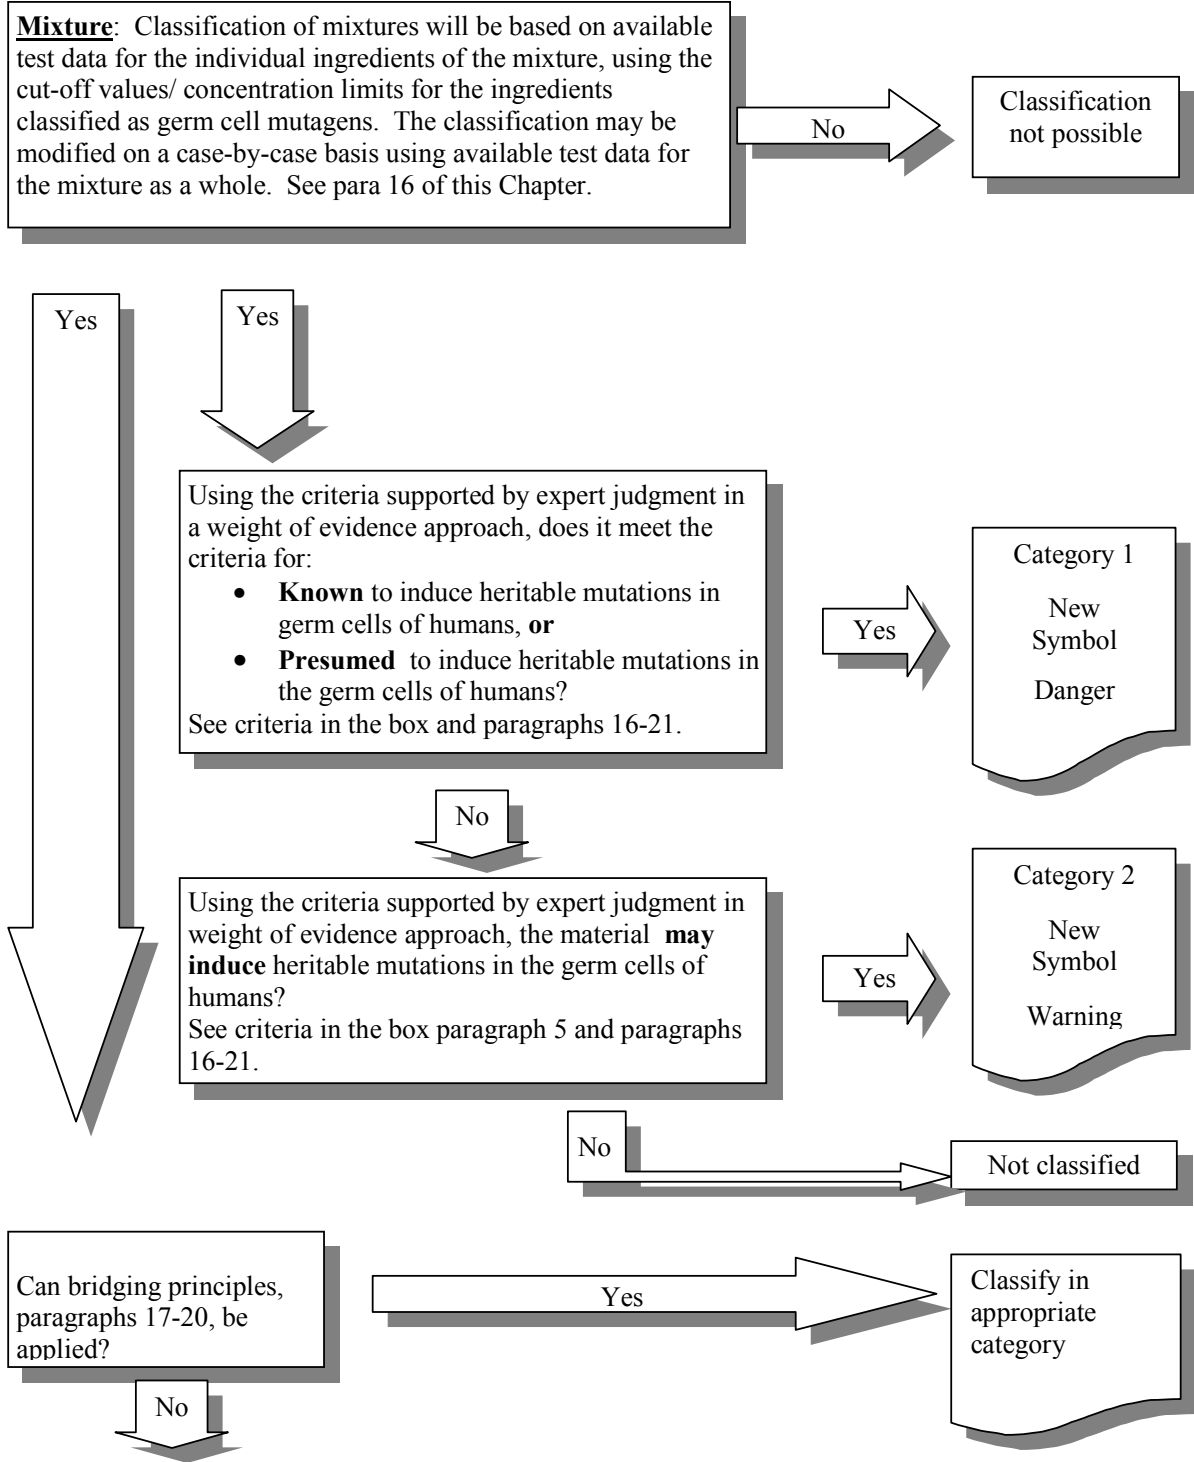 Mixture:  Classification of mixtures will be based on available
test data for the individual ingredients of the mixture, using the
cut-off values/ concentration limits for the ingredients
classified as germ cell mutagens.  The classification may be
modified on a case-by-case basis using available test data for
the mixture as a whole.  See para 16 of this Chapter.
No
Classification
not possible
Yes
Yes
Using the criteria supported by expert judgment in
a weight of evidence approach, does it meet the
criteria for:
• Known to induce heritable mutations in
germ cells of humans, or
• Presumed  to induce heritable mutations in
the germ cells of humans?
See criteria in the box and paragraphs 16-21.
Yes
Category 1
New
Symbol
Danger
No
Using the criteria supported by expert judgment in
weight of evidence approach, the material  may
induce heritable mutations in the germ cells of
humans?
See criteria in the box paragraph 5 and paragraphs
16-21.
Yes
Category 2
New
Symbol
Warning
No
Not classified
Can bridging principles,
paragraphs 17-20, be
applied?
Yes
Classify in
appropriate
category
No